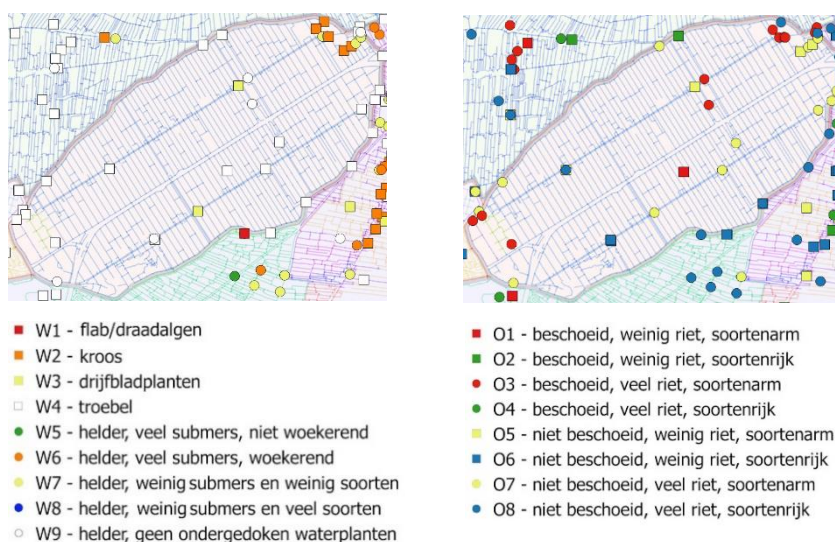 W1 - flab/draadalgen
W2 - kroos
W3 - drijfbladplanten
W4 - troebel
W5 - helder, veel submers, niet woekerend
W6 - helder, veel submers, woekerend
W7 - helder, weinig submers en weinig soorten
W8 - helder, weinig submers en veel soorten
W9 - helder, geen ondergedoken waterplanten
O1 - beschoeid, weinig riet, soortenarm
O2 - beschoeid, weinig riet, soortenrijk
O3 - beschoeid, veel riet, soortenarm
O4 - beschoeid, veel riet, soortenrijk
O5 - niet beschoeid, weinig riet, soortenarm
O6 - niet beschoeid, weinig riet, soortenrijk
O7 - niet beschoeid, veel riet, soortenarm
O8 - niet beschoeid, veel riet, soortenrijk